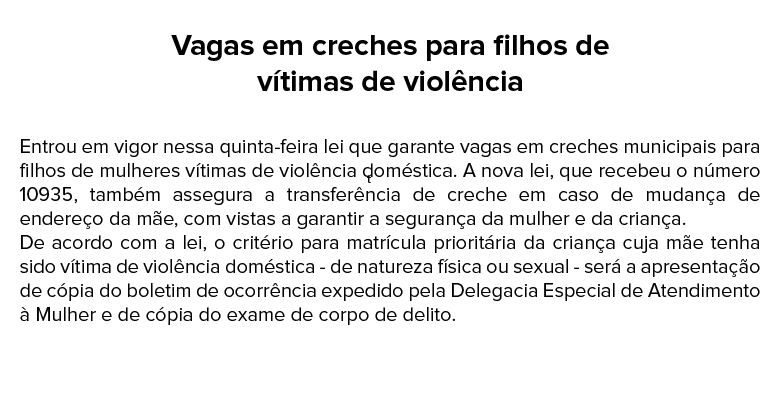 Vagas em creches para filhos de
vítimas de violência
Entrou em vigor nessa quinta-feira lei que garante vagas em creches municipais para
filhos de mulheres vítimas de violência doméstica. A nova lei, que recebeu o número
10935, também assegura a transferência de creche em caso de mudança de
endereço da mãe, com vistas a garantir a segurança da mulher e da criança.
De acordo com a lei, o critério para matrícula prioritária da criança cuja mãe tenha
sido vítima de violência doméstica - de natureza física ou sexual - será a apresentação
de cópia do boletim de ocorrência expedido pela Delegacia Especial de Atendimento
à Mulher e de cópia do exame de corpo de delito.